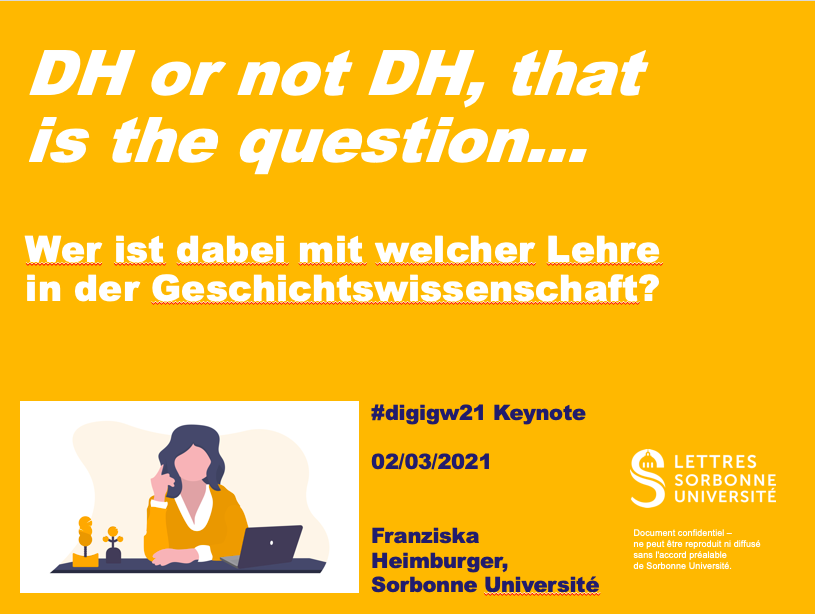 DH or not DH, that
is the question...
Wer ist dabei mit welcher Lehre
in der Geschichtswissenschaft?
#digigw21 Keynote
02/03/2021
Franziska
Heimburger,
Sorbonne Université
LETTRES
SORBONNE
UNIVERSITÉ
Document confidentiel –
ne peut être reproduit ni diffusé
sans l'accord préalable
de Sorbonne Université.